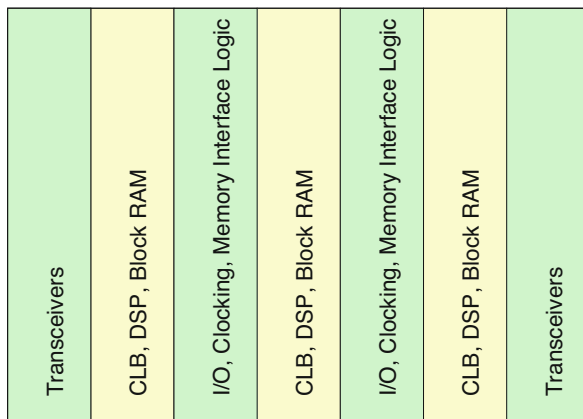 Transceivers
CLB, DSP, Block RAM
I/O, Clocking, Memory Interface Logic
CLB, DSP, Block RAM
I/O, Clocking, Memory Interface Logic
CLB, DSP, Block RAM
Transceivers